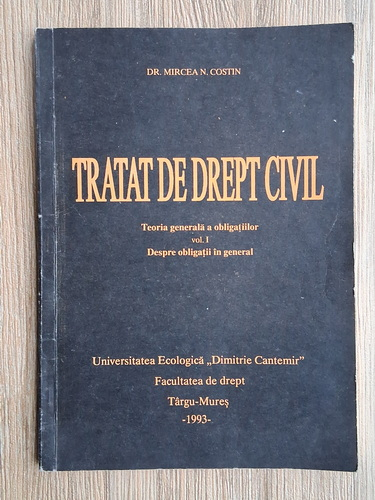 DR. MIRCEA N. COSTIN
TRATAT DE DREPT CIVIL
Teoria generală a obligațiilor
vol. I
Despre obligații în general
Universitatea Ecologică „Dimitrie Cantemir"
Facultatea de drept
Târgu-Mureș
-1993-